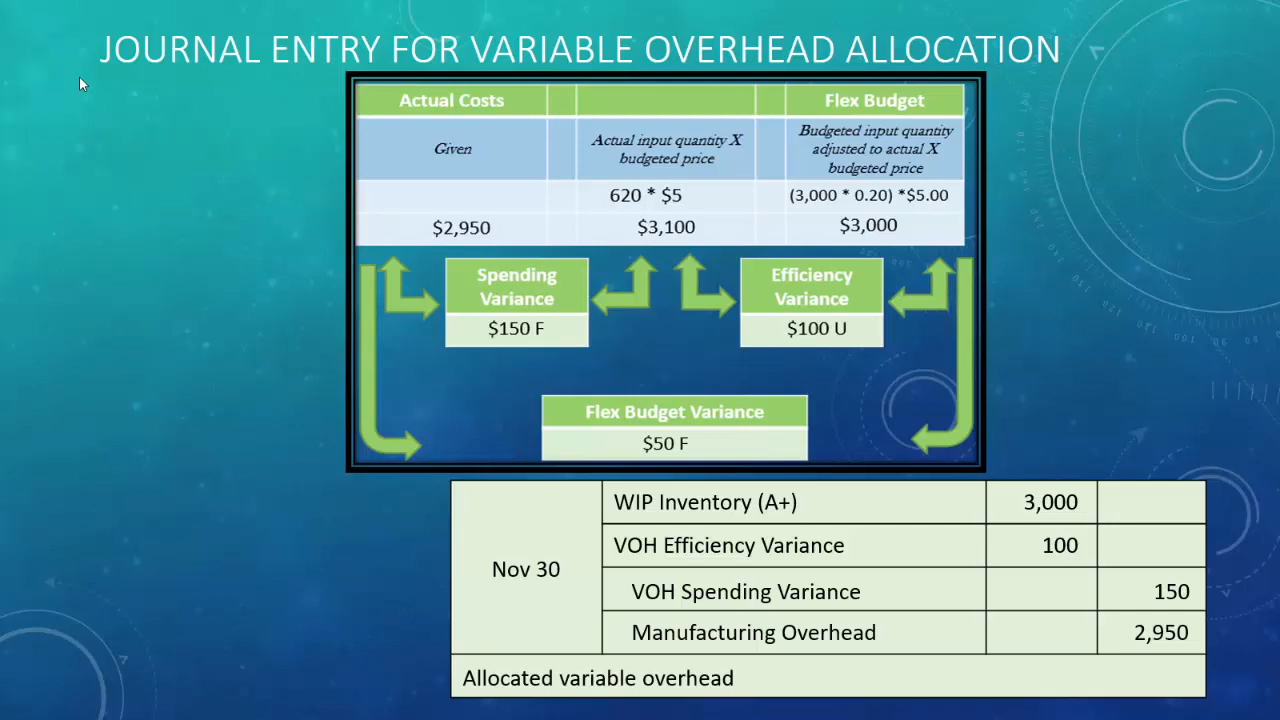 JOURNAL ENTRY FOR VARIABLE OVERHEAD ALLOCATION
Actual Costs Flex Budget
Given
Actual input quantity X
budgeted price
Budgeted input quantity
adjusted to actual X
budgeted price
620 * $5 (3,000 * 0.20) *$5.00
$2,950 $3,100 $3,000
Spending
Variance
$150 F
Efficiency
Variance
$100 U
Flex Budget Variance
$50 F
Nov 30
WIP Inventory (A+) 3,000
VOH Efficiency Variance 100
VOH Spending Variance 150
Manufacturing Overhead 2,950
Allocated variable overhead